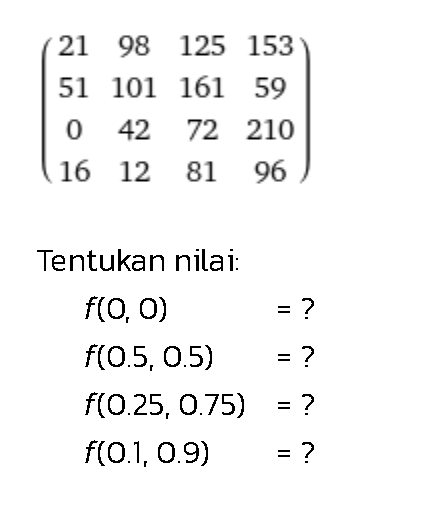 21 98 125 153
51 101 161 59
0 42 72 210
16 12 81 96
Tentukan nilai:
f(0, 0) = ?
f(0.5, 0.5) = ?
f(0.25, 0.75) = ?
f(0.1, 0.9) = ?